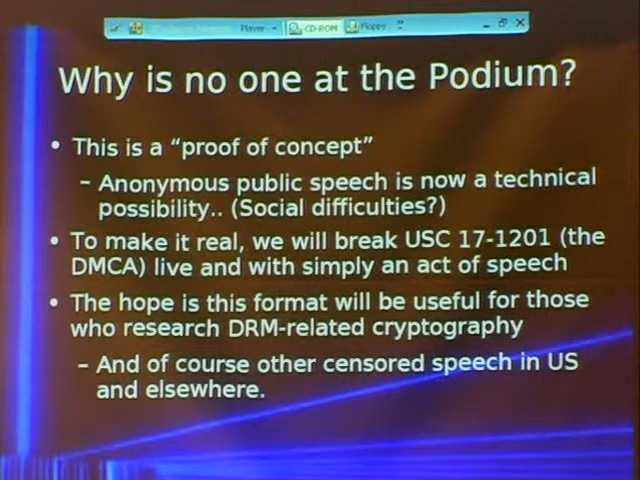 Player
CD-ROM
Floppy
Why is no one at the Podium?
• This is a “proof of concept”
– Anonymous public speech is now a technical
possibility.. (Social difficulties?)
• To make it real, we will break USC 17-1201 (the
DMCA) live and with simply an act of speech
• The hope is this format will be useful for those
who research DRM-related cryptography
– And of course other censored speech in US
and elsewhere.